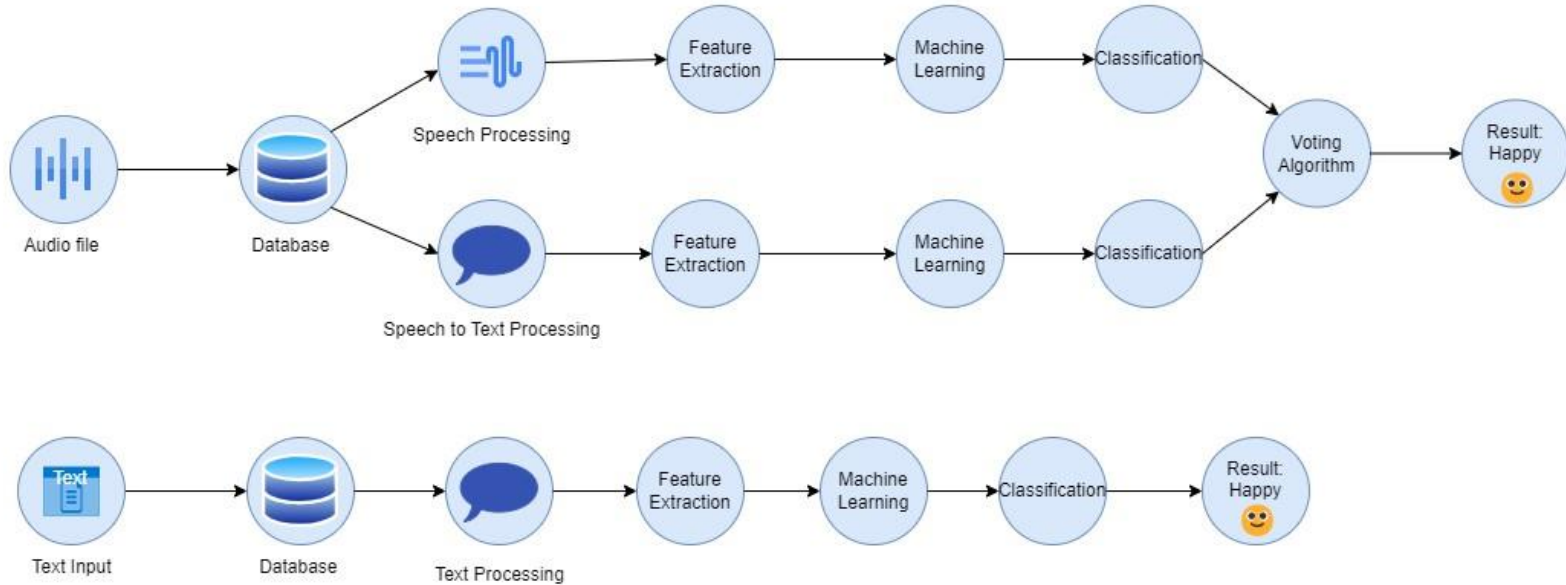 Feature
Extraction
Machine
Learning
Classification
Speech Processing
Voting
Algorithm
Result:
Happy
Audio file
Database
Feature
Extraction
Machine
Learning
Classification
Speech to Text Processing
Text
Text Input
Database
Text Processing
Feature
Extraction
Machine
Learning
Classification
Result:
Happy